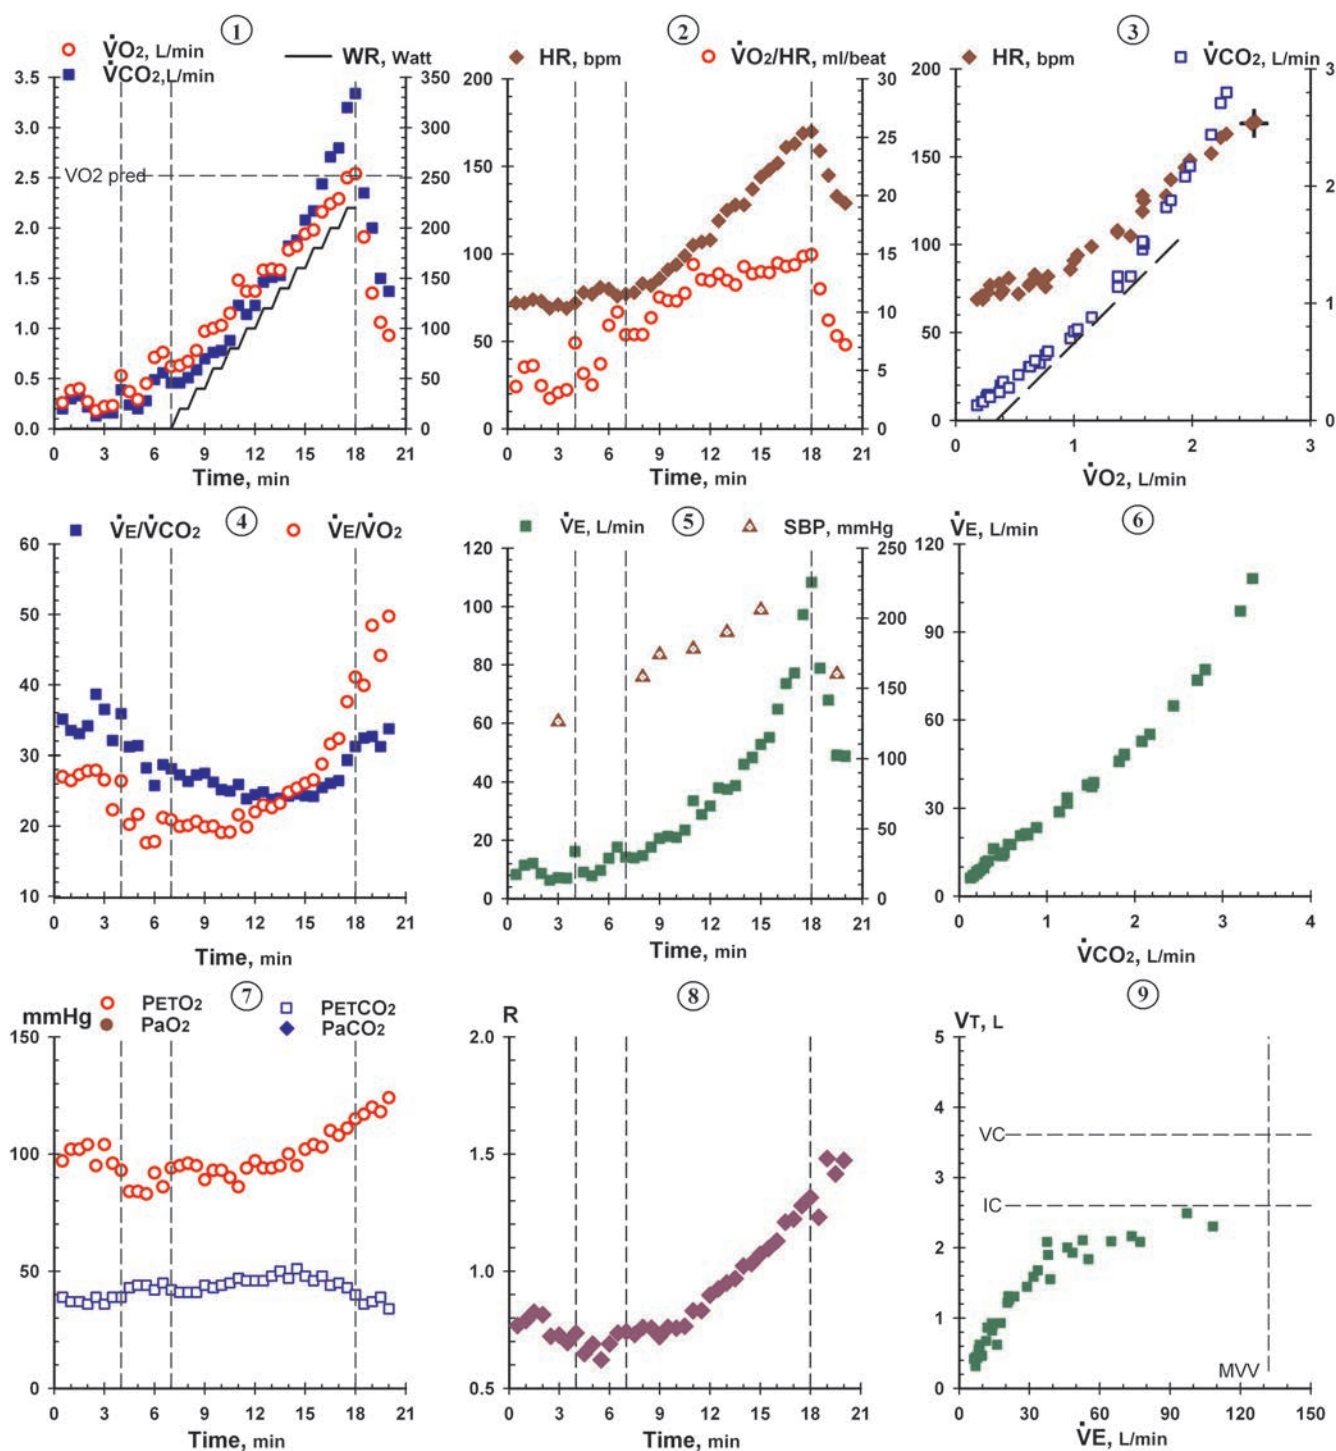 ① ② ③
V̇O2, L/min
V̇CO2, L/min
WR, Watt
HR, bpm
V̇O2/HR, ml/beat
HR, bpm
V̇CO2, L/min
3.5 350 200 30 200 3
3.0 300 25
2.5 VO2 pred 250 150 150
2.0 200 20 2
1.5 150 100 15 100
1.0 100 10 1
0.5 50 50 5 50
0.0 0 0 0 0 0
0 3 6 9 12 15 18 21
0 3 6 9 12 15 18 21
0 1 2 3
Time, min
Time, min
V̇O2, L/min
④ ⑤ ⑥
V̇E/V̇CO2
V̇E/V̇O2
V̇E, L/min
SBP, mmHg
V̇E, L/min
60 120 250 120
50 100 200 90
40 80 150
30 60 60
40 100
20 20 50 30
10 0 0 0
0 3 6 9 12 15 18 21
0 3 6 9 12 15 18 21
0 1 2 3 4
Time, min
Time, min
V̇CO2, L/min
⑦ ⑧ ⑨
mmHg
PETO2
PaO2
PETCO2
PaCO2
R
VT, L
150 2.0 5
4
VC
100 1.5 3
IC
50 1.0 2
1
MVV
0 0.5 0
0 3 6 9 12 15 18 21
0 3 6 9 12 15 18 21
0 30 60 90 120 150
Time, min
Time, min
V̇E, L/min